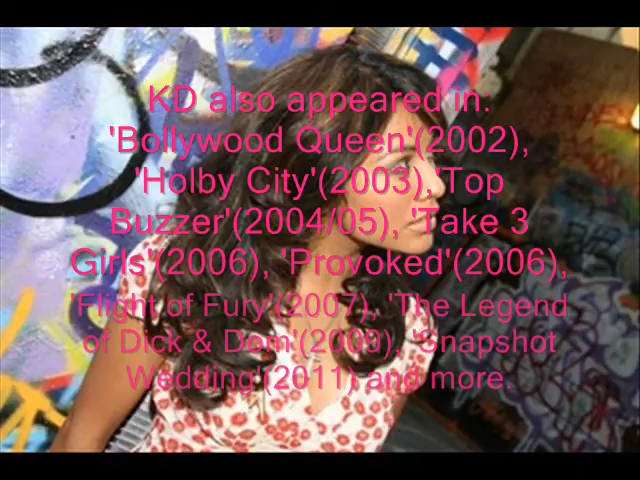 KD also appeared in:
'Bollywood Queen'(2002),
'Holby City'(2003),'Top
Buzzer'(2004/05), 'Take 3
Girls'(2006), 'Provoked'(2006),
'Flight of Fury'(2007), 'The Legend
of Dick & Dom'(2009), 'Snapshot
Wedding'(2011) and more.